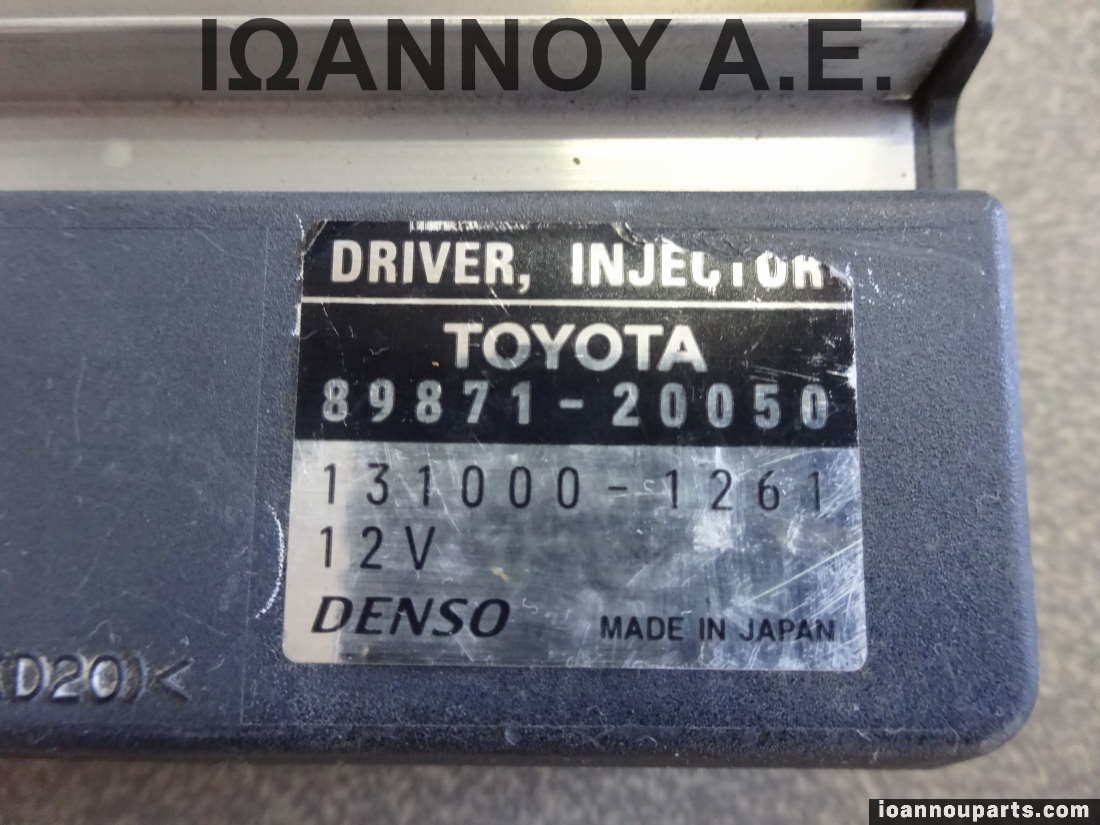 ΙΩΑΝΝΟΥ Α.Ε.
DRIVER, INJECTOR
TOYOTA
89871-20050
131000-1261
12V
DENSO MADE IN JAPAN
D20)<
ioannouparts.com